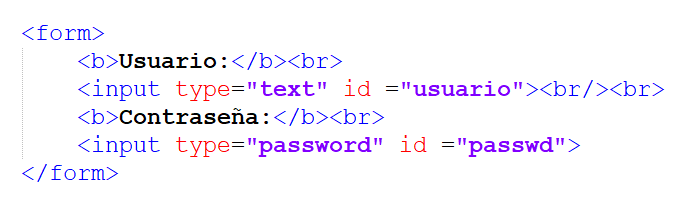 <form>
<b>Usuario:</b><br>
<input type="text" id ="usuario"><br/><br>
<b>Contraseña:</b><br>
<input type="password" id ="passwd">
</form>